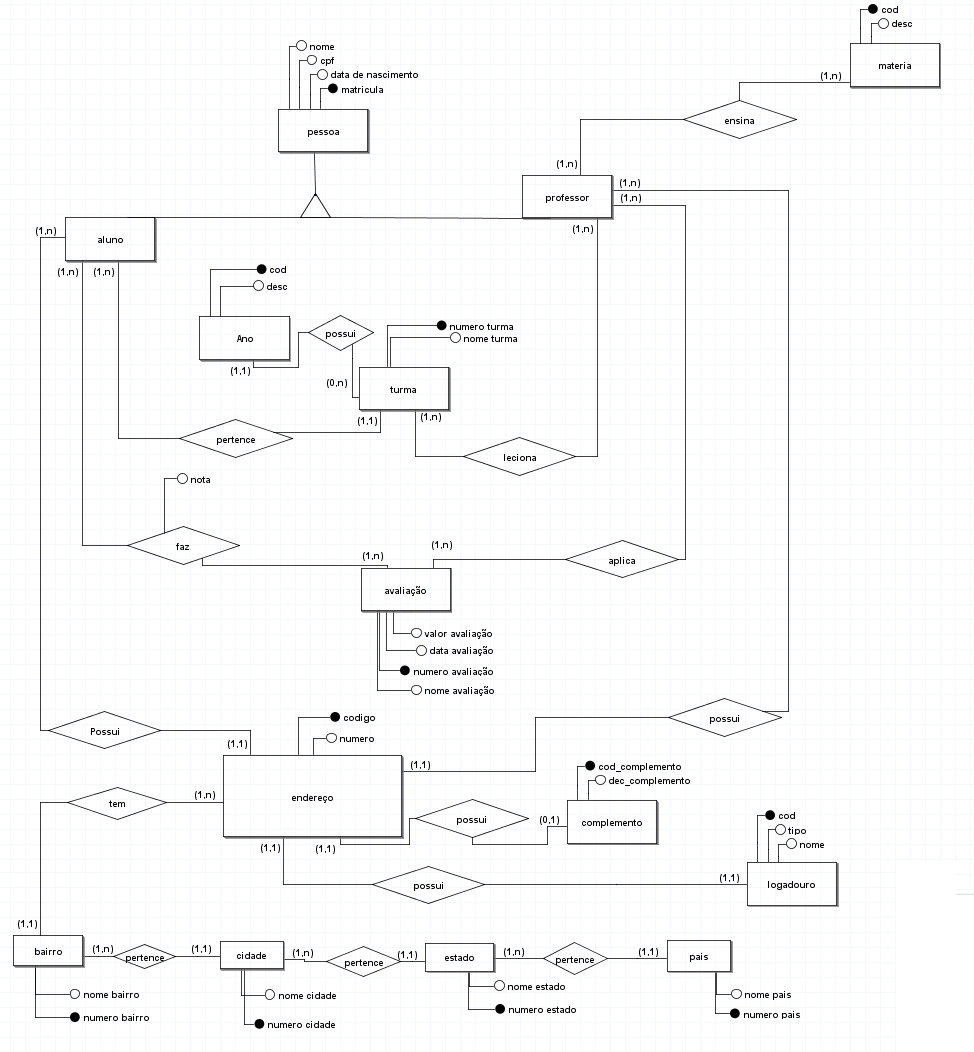 cod
desc
(1,n)
materia
nome
cpf
data de nascimento
matricula
pessoa
ensina
(1,n)
professor
(1,n)
(1,n)
(1,n)
(1,n)
aluno
(1,n)
(1,n)
cod
desc
Ano
(1,1)
possui
(0,n)
numero turma
nome turma
turma
(1,1)
(1,n)
pertence
leciona
nota
faz
(1,n)
(1,n)
aplica
avaliação
valor avaliação
data avaliação
numero avaliação
nome avaliação
Possui
(1,1)
codigo
numero
possui
(1,1)
endereço
tem
(1,n)
(1,1)
(1,1)
possui
(0,1)
cod_complemento
dec_complemento
complemento
possui
(1,1)
cod
tipo
nome
logadouro
(1,1)
bairro
(1,n)
pertence
(1,1)
cidade
(1,n)
pertence
(1,1)
estado
(1,n)
pertence
(1,1)
pais
nome bairro
numero bairro
nome cidade
numero cidade
nome estado
numero estado
nome pais
numero pais